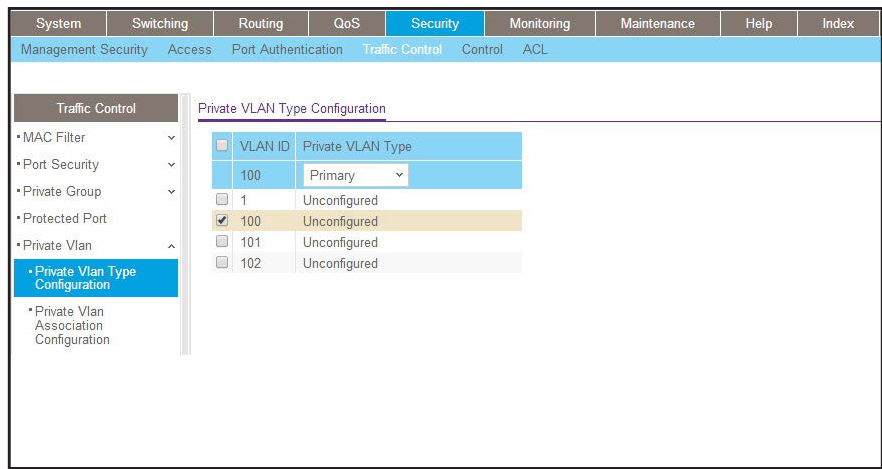 System Switching Routing QoS Security Monitoring Maintenance Help Index
Management Security Access Port Authentication Traffic Control Control ACL
Traffic Control
MAC Filter
Port Security
Private Group
Protected Port
Private Vlan
Private Vlan Type
Configuration
Private Vlan
Association
Configuration
Private VLAN Type Configuration
VLAN ID Private VLAN Type
100 Primary
1 Unconfigured
100 Unconfigured
101 Unconfigured
102 Unconfigured